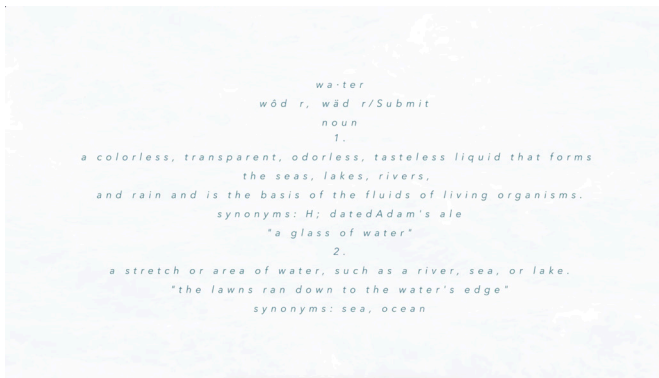 wa·ter
wôd r, wäd r/Submit
noun
1.
a colorless, transparent, odorless, tasteless liquid that forms
the seas, lakes, rivers,
and rain and is the basis of the fluids of living organisms.
synonyms: H; datedAdam's ale
"a glass of water"
2.
a stretch or area of water, such as a river, sea, or lake.
"the lawns ran down to the water's edge"
synonyms: sea, ocean